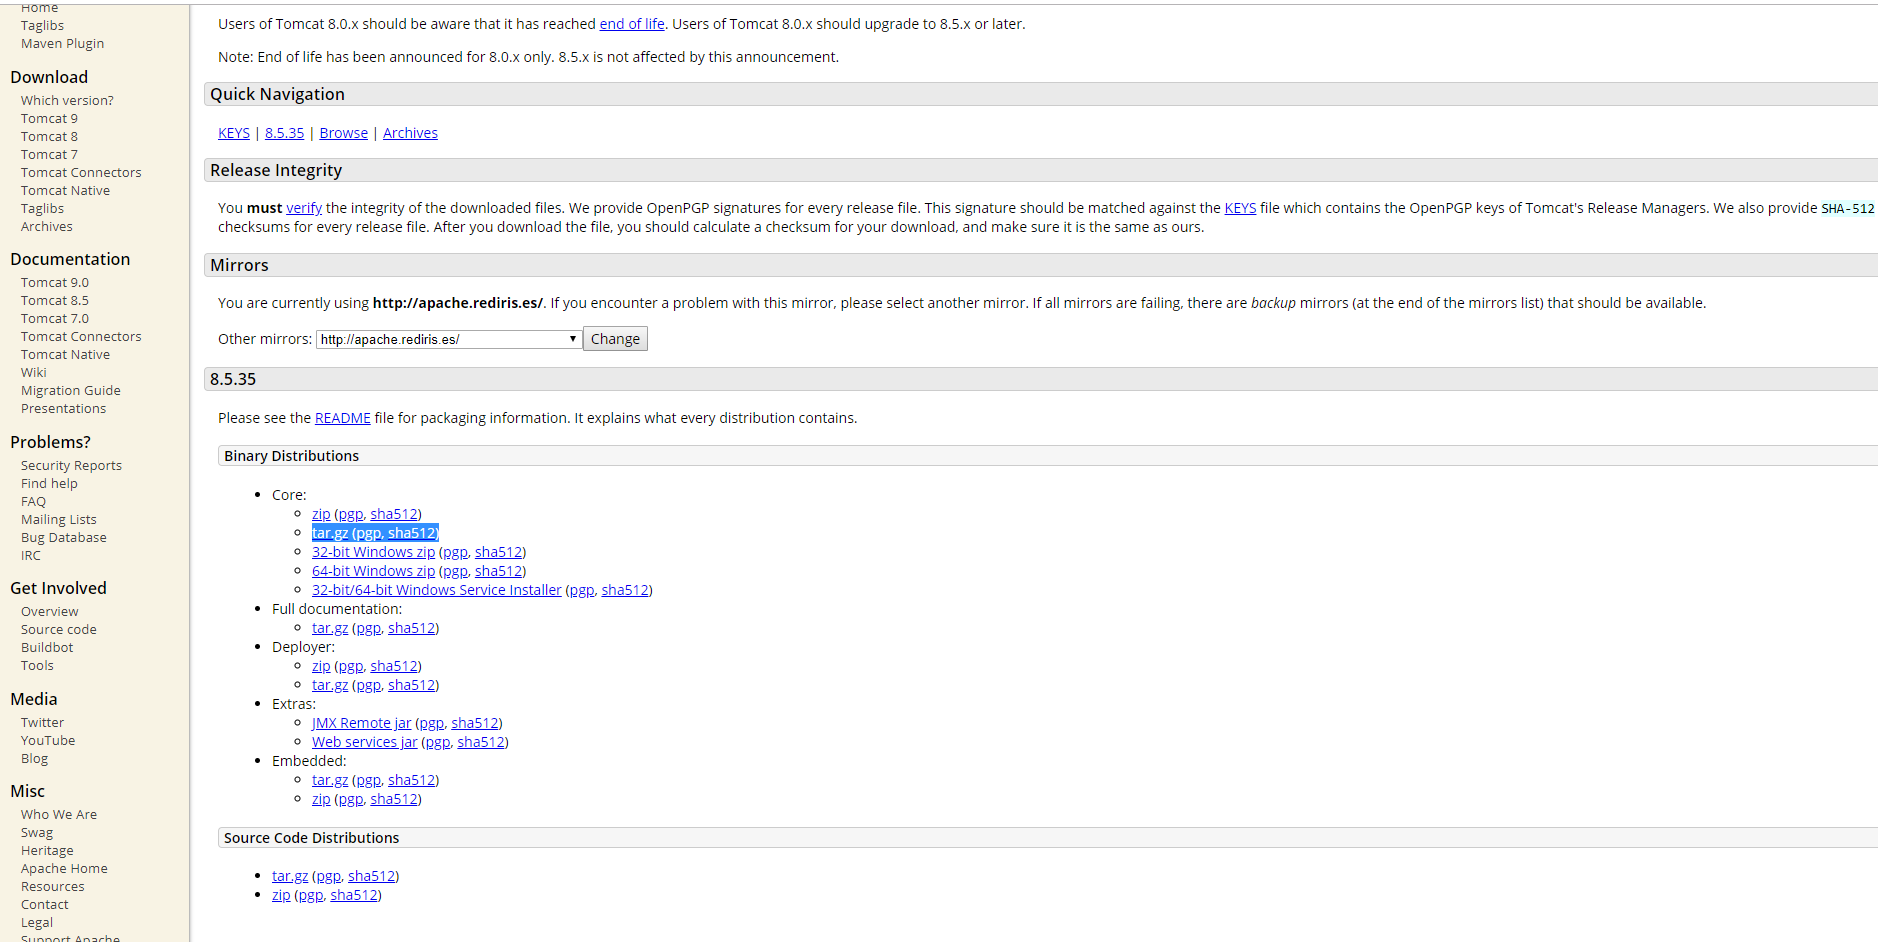 Home
Taglibs
Maven Plugin
Download
Which version?
Tomcat 9
Tomcat 8
Tomcat 7
Tomcat Connectors
Tomcat Native
Taglibs
Archives
Documentation
Tomcat 9.0
Tomcat 8.5
Tomcat 7.0
Tomcat Connectors
Tomcat Native
Wiki
Migration Guide
Presentations
Problems?
Security Reports
Find help
FAQ
Mailing Lists
Bug Database
IRC
Get Involved
Overview
Source code
Buildbot
Tools
Media
Twitter
YouTube
Blog
Misc
Who We Are
Swag
Heritage
Apache Home
Resources
Contact
Legal
Support Apache
Users of Tomcat 8.0.x should be aware that it has reached end of life. Users of Tomcat 8.0.x should upgrade to 8.5.x or later.
Note: End of life has been announced for 8.0.x only. 8.5.x is not affected by this announcement.
Quick Navigation
KEYS | 8.5.35 | Browse | Archives
Release Integrity
You must verify the integrity of the downloaded files. We provide OpenPGP signatures for every release file. This signature should be matched against the KEYS file which contains the OpenPGP keys of Tomcat's Release Managers. We also provide SHA-512
checksums for every release file. After you download the file, you should calculate a checksum for your download, and make sure it is the same as ours.
Mirrors
You are currently using http://apache.rediris.es/. If you encounter a problem with this mirror, please select another mirror. If all mirrors are failing, there are backup mirrors (at the end of the mirrors list) that should be available.
Other mirrors: http://apache.rediris.es/ Change
8.5.35
Please see the README file for packaging information. It explains what every distribution contains.
Binary Distributions
Core:
zip (pgp, sha512)
tar.gz (pgp, sha512)
32-bit Windows zip (pgp, sha512)
64-bit Windows zip (pgp, sha512)
32-bit/64-bit Windows Service Installer (pgp, sha512)
Full documentation:
tar.gz (pgp, sha512)
Deployer:
zip (pgp, sha512)
tar.gz (pgp, sha512)
Extras:
JMX Remote jar (pgp, sha512)
Web services jar (pgp, sha512)
Embedded:
tar.gz (pgp, sha512)
zip (pgp, sha512)
Source Code Distributions
tar.gz (pgp, sha512)
zip (pgp, sha512)